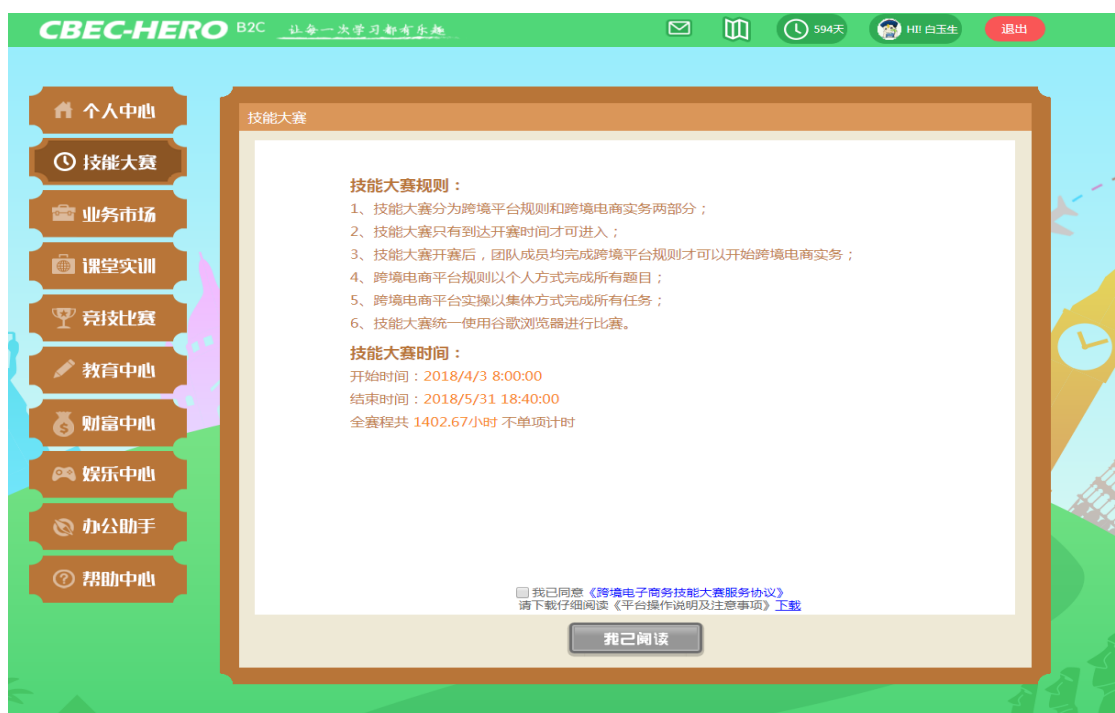 CBEC-HERO B2C 让每一次学习都有乐趣
594天
HI! 白玉生
退出
个人中心
技能大赛
业务市场
课堂实训
竞技比赛
教育中心
财富中心
娱乐中心
办公助手
帮助中心
技能大赛
技能大赛规则：
1、技能大赛分为跨境平台规则和跨境电商实务两部分；
2、技能大赛只有到达开赛时间才可进入；
3、技能大赛开赛后，团队成员均完成跨境平台规则才可以开始跨境电商实务；
4、跨境电商平台规则以个人方式完成所有题目；
5、跨境电商平台实操以集体方式完成所有任务；
6、技能大赛统一使用谷歌浏览器进行比赛。
技能大赛时间：
开始时间：2018/4/3 8:00:00
结束时间：2018/5/31 18:40:00
全赛程共 1402.67小时 不单项计时
我已同意《跨境电子商务技能大赛服务协议》
请下载仔细阅读《平台操作说明及注意事项》下载
我已阅读